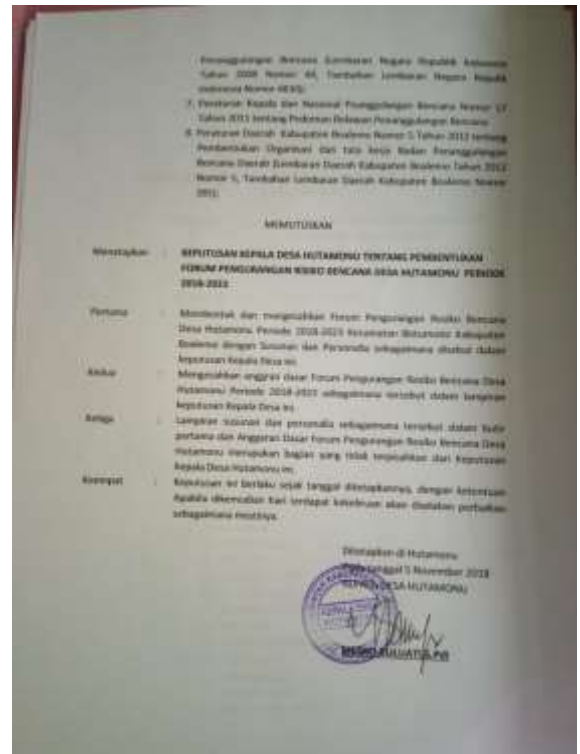 Penanggulangan Bencana (Lembaran Negara Republik Indonesia
Tahun 2008 Nomor 44, Tambahan Lembaran Negara Republik
Indonesia Nomor
7. Peraturan Kepala dan Nasional Penanggulangan Bencana Nomor 17
Tahun 2011 tentang Pedoman Relawan Penanggulangan Bencana
8. Peraturan Daerah Kabupaten Boalemo Nomor 5 Tahun 2012 tentang
Pembentukan Organisasi dan tata kerja Badan Penanggulangan
Bencana Daerah (Lembaran Daerah Kabupaten Boalemo Tahun 2012
Nomor 5, Tambahan Lembaran Daerah Kabupaten Boalemo Nomor
MEMUTUSKAN
Menetapkan : KEPUTUSAN KEPALA DESA HUTAMONU TENTANG PEMBENTUKAN
FORUM PENGURANGAN RISIKO BENCANA DESA HUTAMONU PERIODE
2018-2023
Pertama : Membentuk dan mengesahkan Forum Pengurangan Resiko Bencana
Desa Hutamonu Periode 2018-2023 Kecamatan Botumoito Kabupaten
Boalemo dengan Susunan dan Personalia sebagaimana disebut dalam
keputusan Kepala Desa ini.
Kedua : Mengesahkan anggaran dasar Forum Pengurangan Resiko Bencana Desa
Hutamonu Periode 2018-2023 sebagaimana tersebut dalam lampiran
keputusan Kepala Desa ini.
Ketiga : Lampiran susunan dan personalia sebagaimana tersebut dalam butir
pertama dan Anggaran Dasar Forum Pengurangan Resiko Bencana Desa
Hutamonu merupakan bagian yang tidak terpisahkan dari Keputusan
Kepala Desa Hutamonu ini.
Keempat : Keputusan ini berlaku sejak tanggal ditetapkannya, dengan ketentuan
Apabila dikemudian hari terdapat kekeliruan akan diadakan perbaikan
sebagaimana mestinya.
Ditetapkan di Hutamonu
Pada tanggal 5 November 2018
KEPALA DESA HUTAMONU